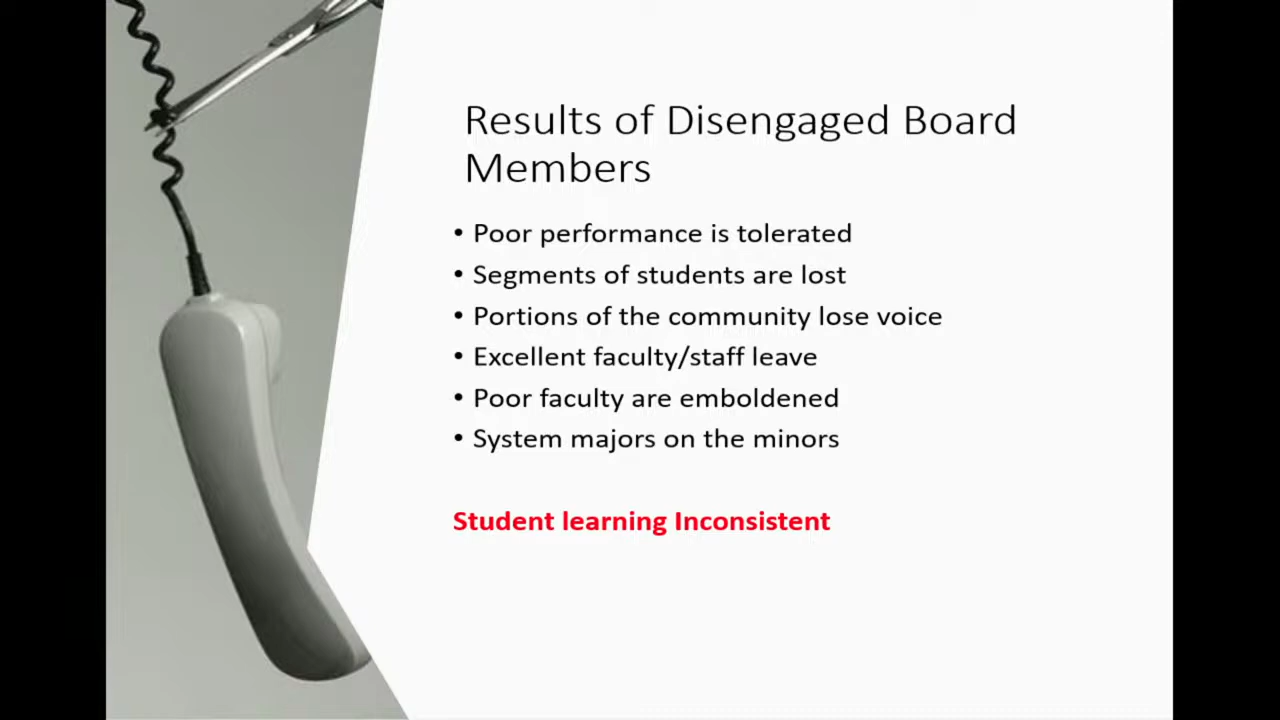 Results of Disengaged Board
Members
• Poor performance is tolerated
• Segments of students are lost
• Portions of the community lose voice
• Excellent faculty/staff leave
• Poor faculty are emboldened
• System majors on the minors
Student learning Inconsistent